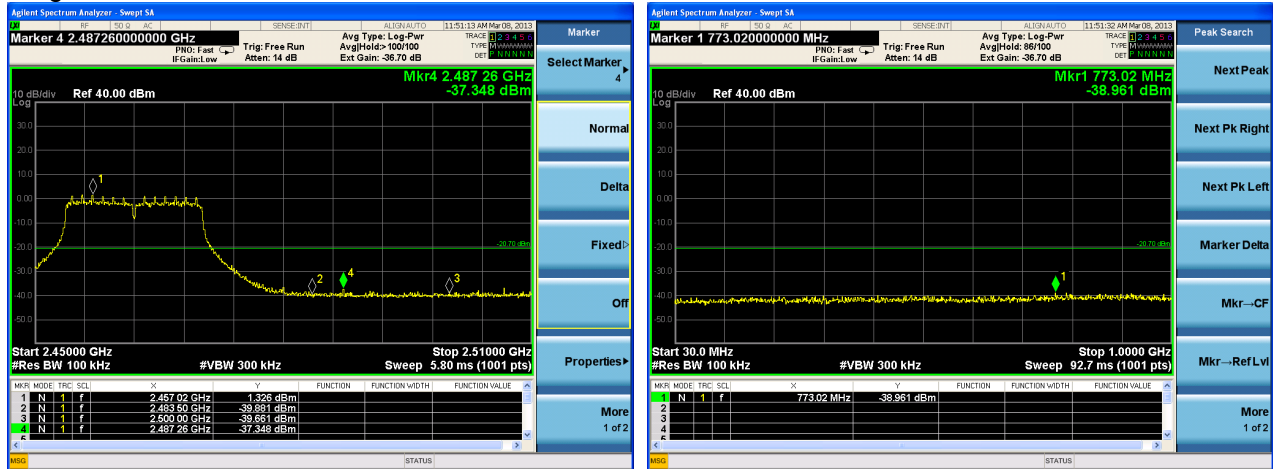 Agilent Spectrum Analyzer - Swept SA
LXI RF 50 Ω AC SENSE:INT ALIGN AUTO 11:51:13 AM Mar 08, 2013
Marker 4 2.487260000000 GHz
Avg Type: Log-Pwr
TRACE 1 2 3 4 5 6
PNO: Fast
Trig: Free Run
Avg|Hold:> 100/100
TYPE M
IFGain:Low
Atten: 14 dB
Ext Gain: -36.70 dB
DET P N N N N N
Mkr4 2.487 26 GHz
-37.348 dBm
10 dB/div Ref 40.00 dBm
Log
30.0
20.0
10.0
1
0.00
-10.0
-20.0
-20.70 dBm
-30.0
2 4 3
-40.0
-50.0
Start 2.45000 GHz Stop 2.51000 GHz
#Res BW 100 kHz #VBW 300 kHz Sweep 5.80 ms (1001 pts)
MKR MODE TRC SCL X Y FUNCTION FUNCTION WIDTH FUNCTION VALUE
1 N 1 f 2.457 02 GHz 1.326 dBm
2 N 1 f 2.483 50 GHz -39.881 dBm
3 N 1 f 2.500 00 GHz -39.661 dBm
4 N 1 f 2.487 26 GHz -37.348 dBm
5
MSG STATUS
Marker
Select Marker
4
Normal
Delta
Fixed
Off
Properties
More
1 of 2
Agilent Spectrum Analyzer - Swept SA
LXI RF 50 Ω AC SENSE:INT ALIGN AUTO 11:51:32 AM Mar 08, 2013
Marker 1 773.020000000 MHz
Avg Type: Log-Pwr
TRACE 1 2 3 4 5 6
PNO: Fast
Trig: Free Run
Avg|Hold: 86/100
TYPE M
IFGain:Low
Atten: 14 dB
Ext Gain: -36.70 dB
DET P N N N N N
Mkr1 773.02 MHz
-38.961 dBm
10 dB/div Ref 40.00 dBm
Log
30.0
20.0
10.0
0.00
-10.0
-20.0
-20.70 dBm
-30.0
1
-40.0
-50.0
Start 30.0 MHz Stop 1.0000 GHz
#Res BW 100 kHz #VBW 300 kHz Sweep 92.7 ms (1001 pts)
MKR MODE TRC SCL X Y FUNCTION FUNCTION WIDTH FUNCTION VALUE
1 N 1 f 773.02 MHz -38.961 dBm
2
3
4
5
MSG STATUS
Peak Search
Next Peak
Next Pk Right
Next Pk Left
Marker Delta
Mkr→CF
Mkr→Ref Lvl
More
1 of 2